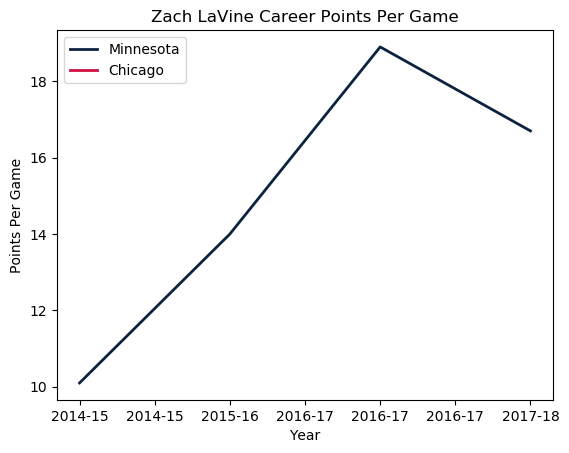 Zach LaVine Career Points Per Game
Minnesota
Chicago
Points Per Game
18
16
14
12
10
2014-15 2014-15 2015-16 2016-17 2016-17 2016-17 2017-18
Year